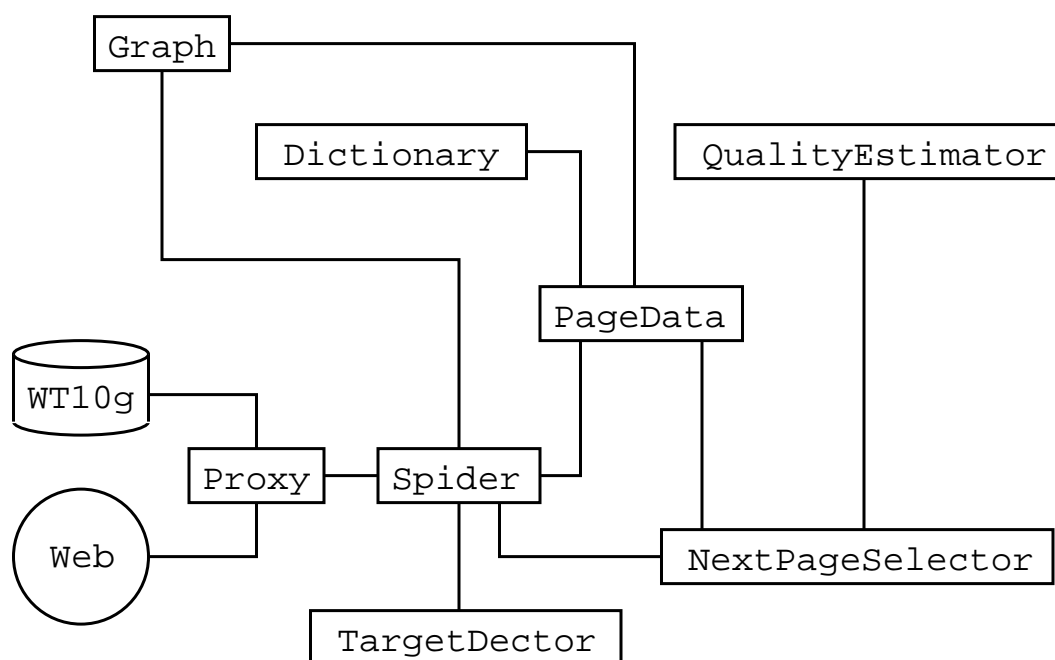 Graph
Dictionary
QualityEstimator
PageData
WT10g
Proxy
Spider
Web
NextPageSelector
TargetDector